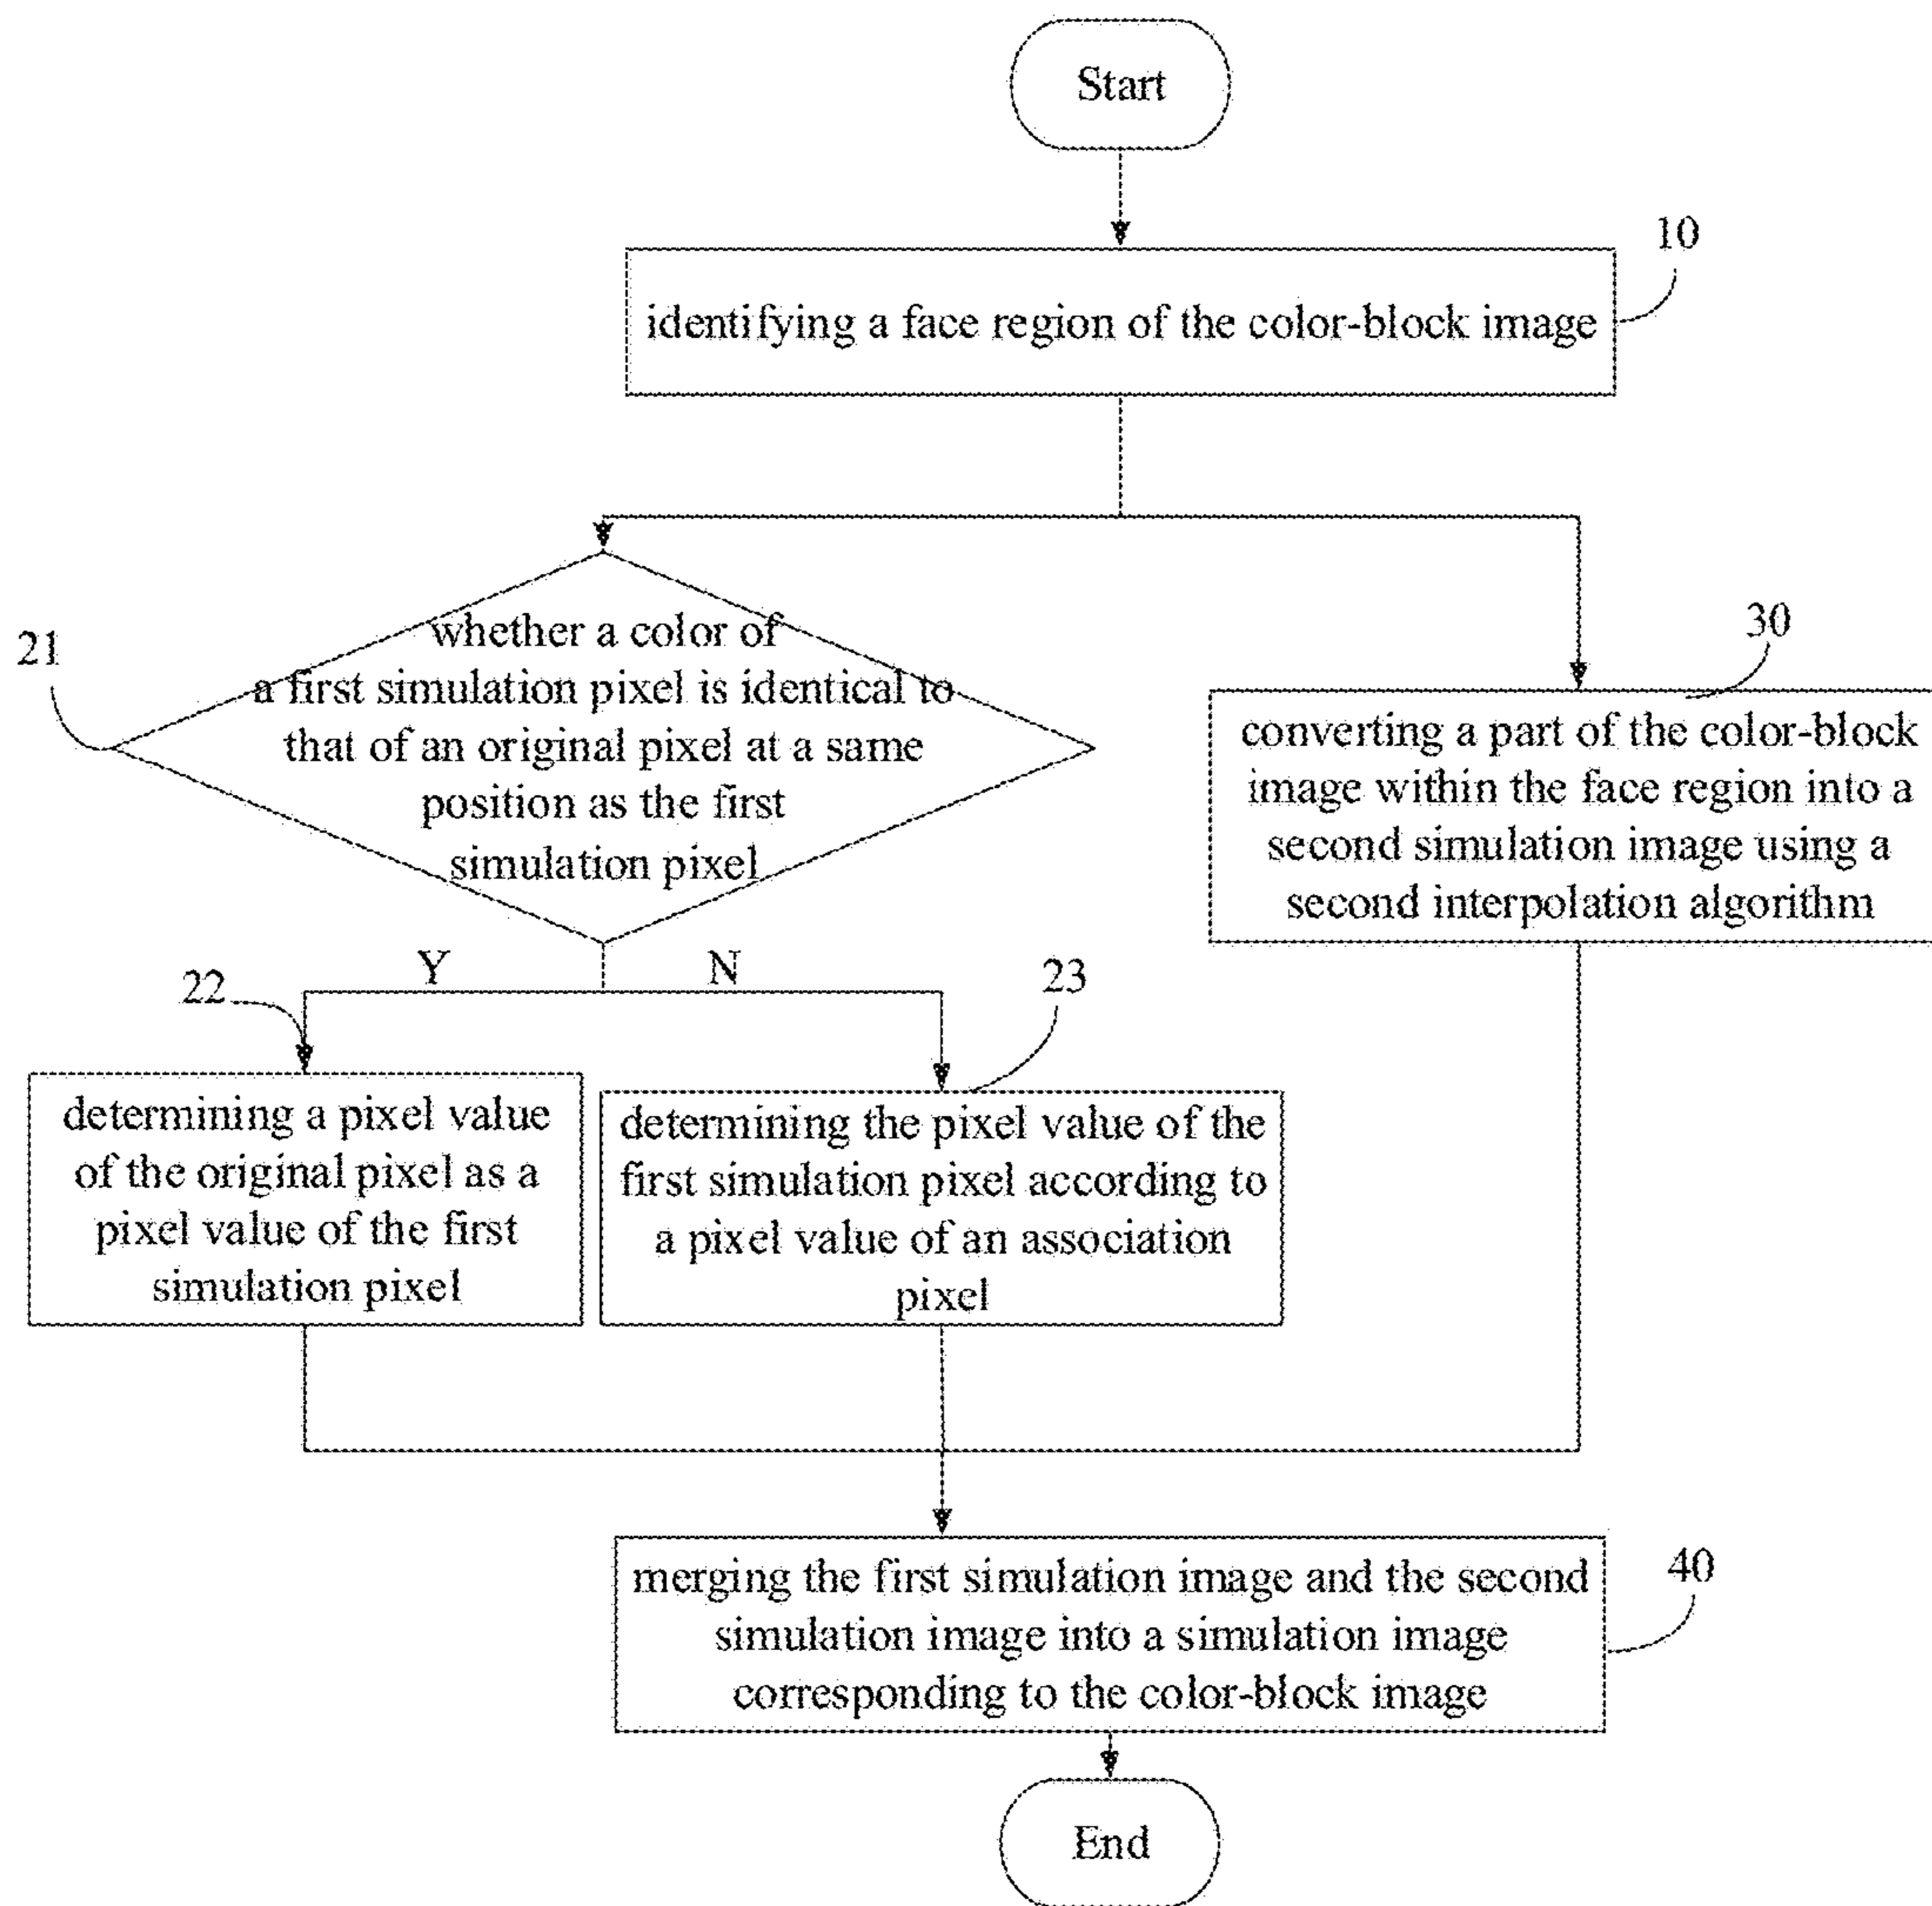 Start
10
identifying a face region of the color-block image
21
whether a color of
a first simulation pixel is identical to
that of an original pixel at a same
position as the first
simulation pixel
30
converting a part of the color-block
image within the face region into a
second simulation image using a
second interpolation algorithm
Y
N
22
23
determining a pixel value
of the original pixel as a
pixel value of the first
simulation pixel
determining the pixel value of the
first simulation pixel according to
a pixel value of an association
pixel
merging the first simulation image and the second
simulation image into a simulation image
corresponding to the color-block image
40
End